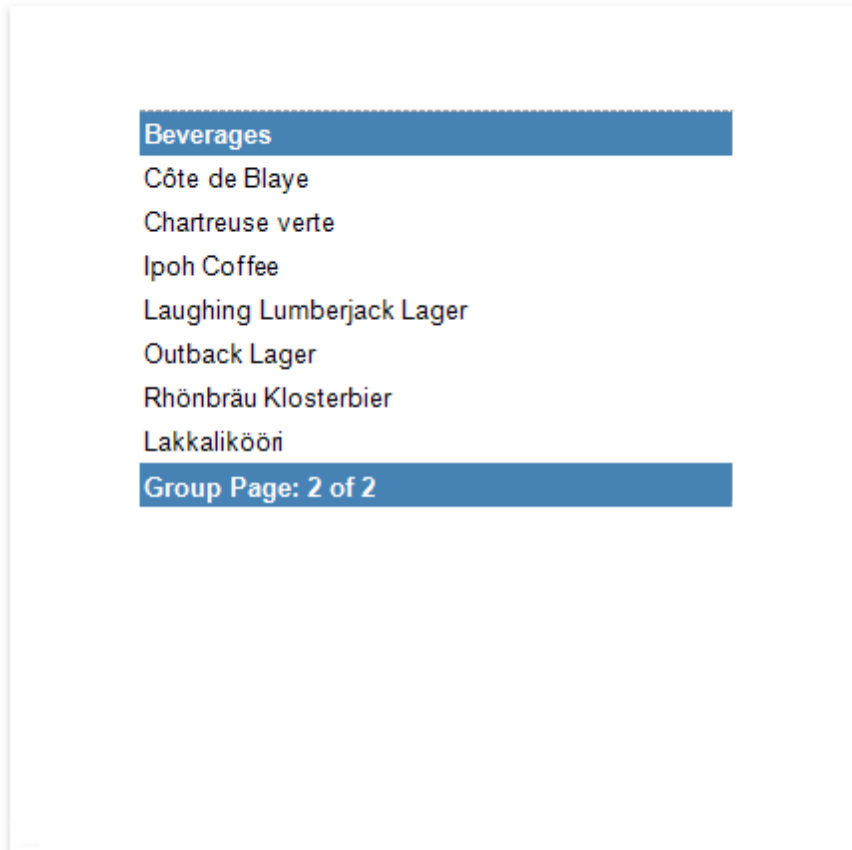 Beverages
Côte de Blaye
Chartreuse verte
Ipoh Coffee
Laughing Lumberjack Lager
Outback Lager
Rhönbräu Klosterbier
Lakkalikööri
Group Page: 2 of 2